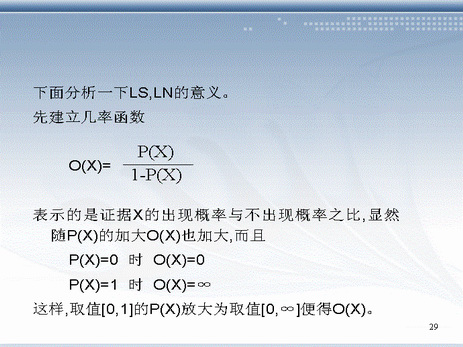 下面分析一下LS,LN的意义。
先建立几率函数
O(X)= P(X)
1-P(X)
表示的是证据X的出现概率与不出现概率之比,显然
随P(X)的加大O(X)也加大,而且
P(X)=0 时 O(X)=0
P(X)=1 时 O(X)=∞
这样,取值[0,1]的P(X)放大为取值[0,∞]便得O(X)。
29